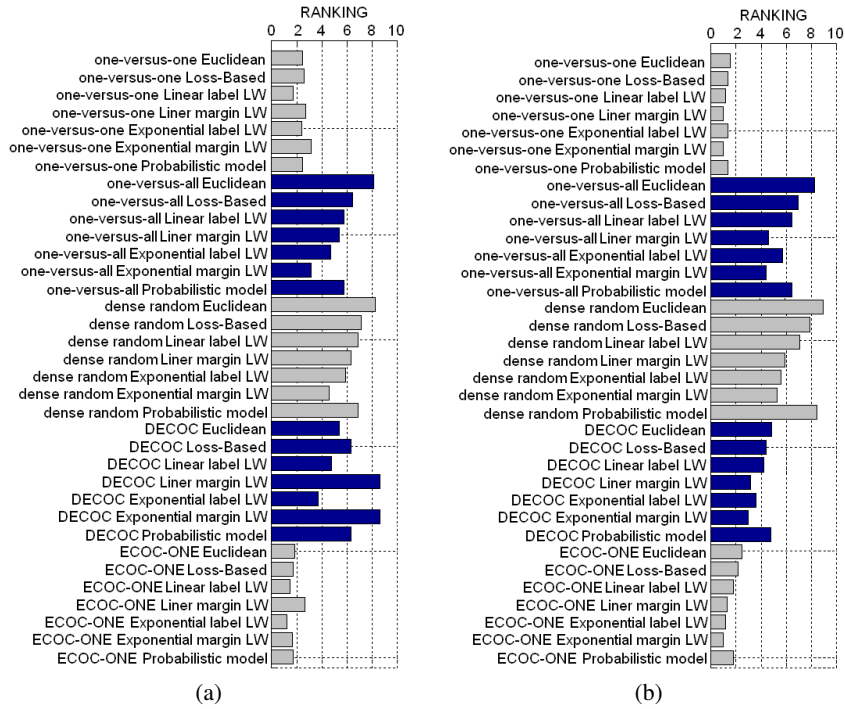 RANKING
0 2 4 6 8 10
one-versus-one Euclidean
one-versus-one Loss-Based
one-versus-one Linear label LW
one-versus-one Liner margin LW
one-versus-one Exponential label LW
one-versus-one Exponential margin LW
one-versus-one Probabilistic model
one-versus-all Euclidean
one-versus-all Loss-Based
one-versus-all Linear label LW
one-versus-all Liner margin LW
one-versus-all Exponential label LW
one-versus-all Exponential margin LW
one-versus-all Probabilistic model
dense random Euclidean
dense random Loss-Based
dense random Linear label LW
dense random Liner margin LW
dense random Exponential label LW
dense random Exponential margin LW
dense random Probabilistic model
DECOC Euclidean
DECOC Loss-Based
DECOC Linear label LW
DECOC Liner margin LW
DECOC Exponential label LW
DECOC Exponential margin LW
DECOC Probabilistic model
ECOC-ONE Euclidean
ECOC-ONE Loss-Based
ECOC-ONE Linear label LW
ECOC-ONE Liner margin LW
ECOC-ONE Exponential label LW
ECOC-ONE Exponential margin LW
ECOC-ONE Probabilistic model
(a)
RANKING
0 2 4 6 8 10
one-versus-one Euclidean
one-versus-one Loss-Based
one-versus-one Linear label LW
one-versus-one Liner margin LW
one-versus-one Exponential label LW
one-versus-one Exponential margin LW
one-versus-one Probabilistic model
one-versus-all Euclidean
one-versus-all Loss-Based
one-versus-all Linear label LW
one-versus-all Liner margin LW
one-versus-all Exponential label LW
one-versus-all Exponential margin LW
one-versus-all Probabilistic model
dense random Euclidean
dense random Loss-Based
dense random Linear label LW
dense random Liner margin LW
dense random Exponential label LW
dense random Exponential margin LW
dense random Probabilistic model
DECOC Euclidean
DECOC Loss-Based
DECOC Linear label LW
DECOC Liner margin LW
DECOC Exponential label LW
DECOC Exponential margin LW
DECOC Probabilistic model
ECOC-ONE Euclidean
ECOC-ONE Loss-Based
ECOC-ONE Linear label LW
ECOC-ONE Liner margin LW
ECOC-ONE Exponential label LW
ECOC-ONE Exponential margin LW
ECOC-ONE Probabilistic model
(b)